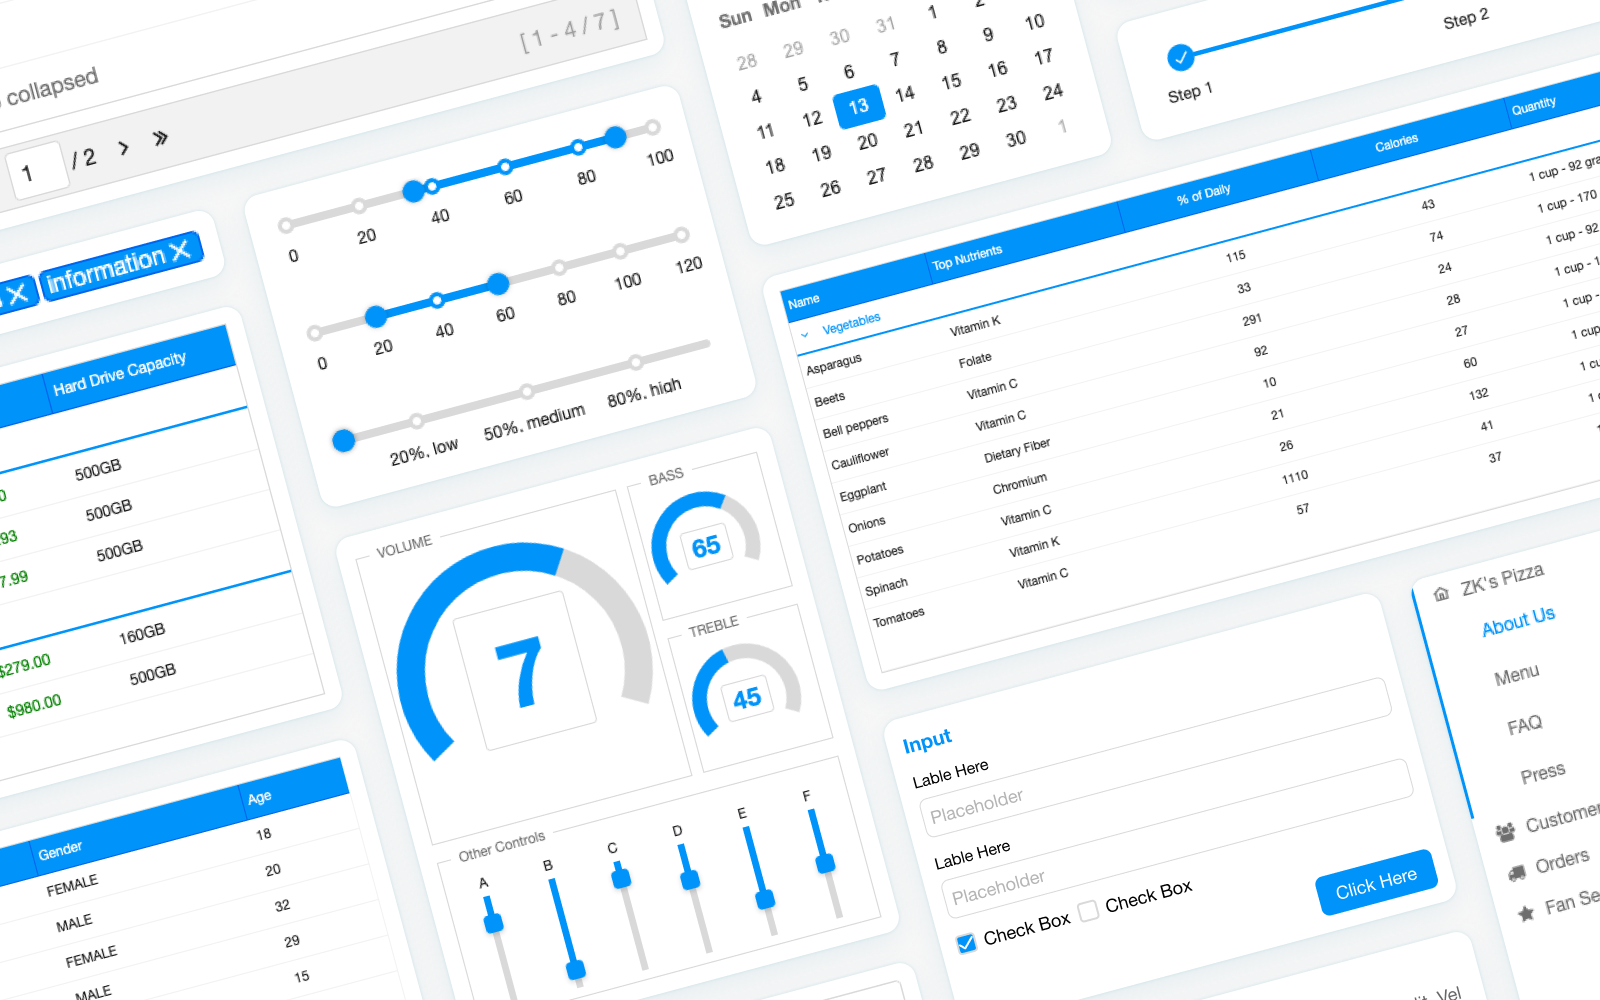 collapsed
[ 1 - 4 / 7 ]
1 / 2
information
Hard Drive Capacity
500GB
93 500GB
7.99 500GB
$279.00 160GB
$980.00 500GB
Gender Age
FEMALE 18
MALE 20
FEMALE 32
MALE 29
15
0 20 40 60 80 100
0 20 40 60 80 100 120
20%. low 50%. medium 80%. high
VOLUME
7
BASS
65
TREBLE
45
Other Controls
A B C D E F
Sun Mon
28 29 30 31 1 2
4 5 6 7 8 9 10
11 12 13 14 15 16 17
18 19 20 21 22 23 24
25 26 27 28 29 30 1
Step 1 Step 2
Name Top Nutrients % of Daily Calories Quantity
Vegetables
Asparagus Vitamin K 115 43 1 cup - 92 gra
Beets Folate 33 74 1 cup - 170
Bell peppers Vitamin C 291 24 1 cup - 92
Cauliflower Vitamin C 92 28 1 cup - 1
Eggplant Dietary Fiber 10 27 1 cup -
Onions Chromium 21 60 1 cup
Potatoes Vitamin C 26 132 1 cu
Spinach Vitamin K 1110 41 1 c
Tomatoes Vitamin C 57 37 1
Input
Lable Here
Placeholder
Lable Here
Placeholder
Check Box Check Box
Click Here
ZK's Pizza
About Us
Menu
FAQ
Press
Customer
Orders
Fan Se
Vel